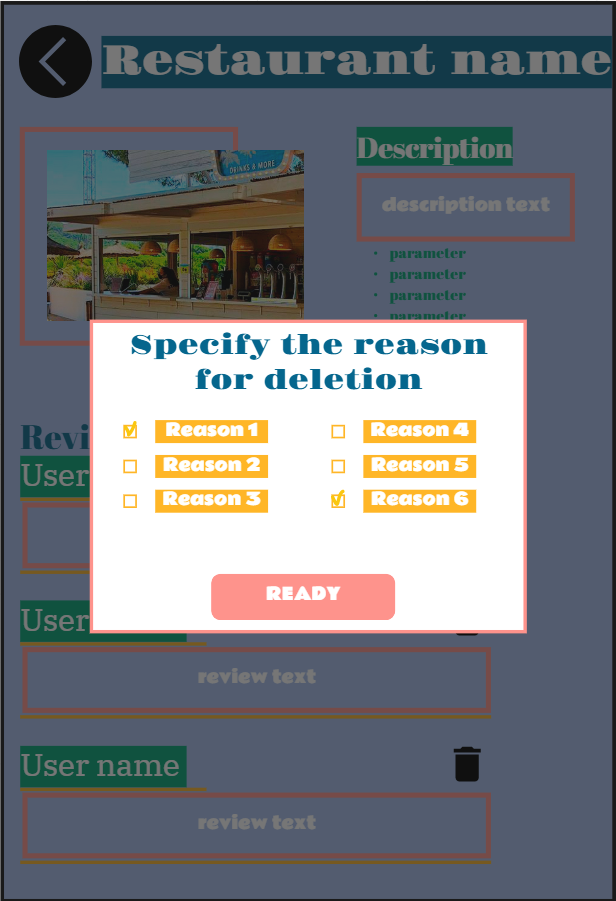 Restaurant name
DRINKS & MORE
Description
description text
• parameter
• parameter
• parameter
• parameter
Specify the reason
for deletion
Reason 1
Reason 4
Reason 2
Reason 5
Reason 3
Reason 6
READY
Revi
User
User
review text
User name
review text